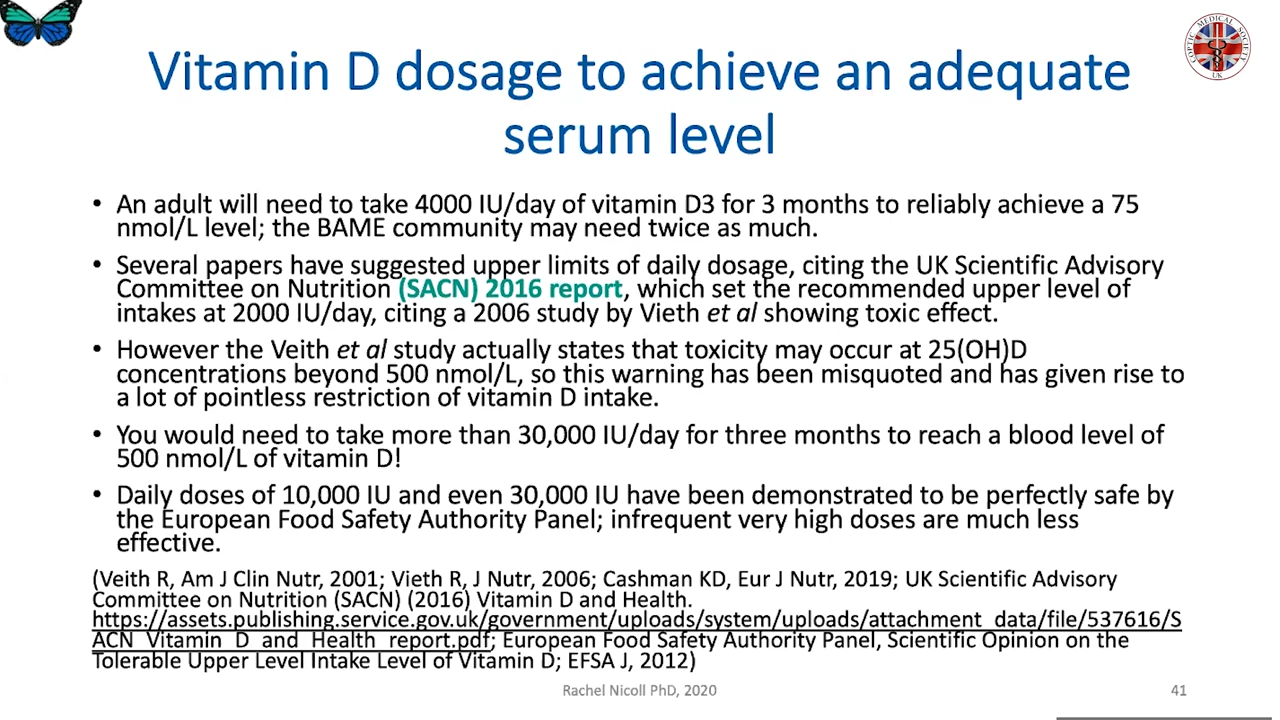 COPTIC MEDICAL SOCIETY
UK
Vitamin D dosage to achieve an adequate
serum level
• An adult will need to take 4000 IU/day of vitamin D3 for 3 months to reliably achieve a 75
nmol/L level; the BAME community may need twice as much.
• Several papers have suggested upper limits of daily dosage, citing the UK Scientific Advisory
Committee on Nutrition (SACN) 2016 report, which set the recommended upper level of
intakes at 2000 IU/day, citing a 2006 study by Vieth et al showing toxic effect.
• However the Veith et al study actually states that toxicity may occur at 25(OH)D
concentrations beyond 500 nmol/L, so this warning has been misquoted and has given rise to
a lot of pointless restriction of vitamin D intake.
• You would need to take more than 30,000 IU/day for three months to reach a blood level of
500 nmol/L of vitamin D!
• Daily doses of 10,000 IU and even 30,000 IU have been demonstrated to be perfectly safe by
the European Food Safety Authority Panel; infrequent very high doses are much less
effective.
(Veith R, Am J Clin Nutr, 2001; Vieth R, J Nutr, 2006; Cashman KD, Eur J Nutr, 2019; UK Scientific Advisory
Committee on Nutrition (SACN) (2016) Vitamin D and Health.
https://assets.publishing.service.gov.uk/government/uploads/system/uploads/attachment_data/file/537616/S
ACN_Vitamin_D_and_Health_report.pdf; European Food Safety Authority Panel, Scientific Opinion on the
Tolerable Upper Level Intake Level of Vitamin D; EFSA J, 2012)
Rachel Nicoll PhD, 2020
41